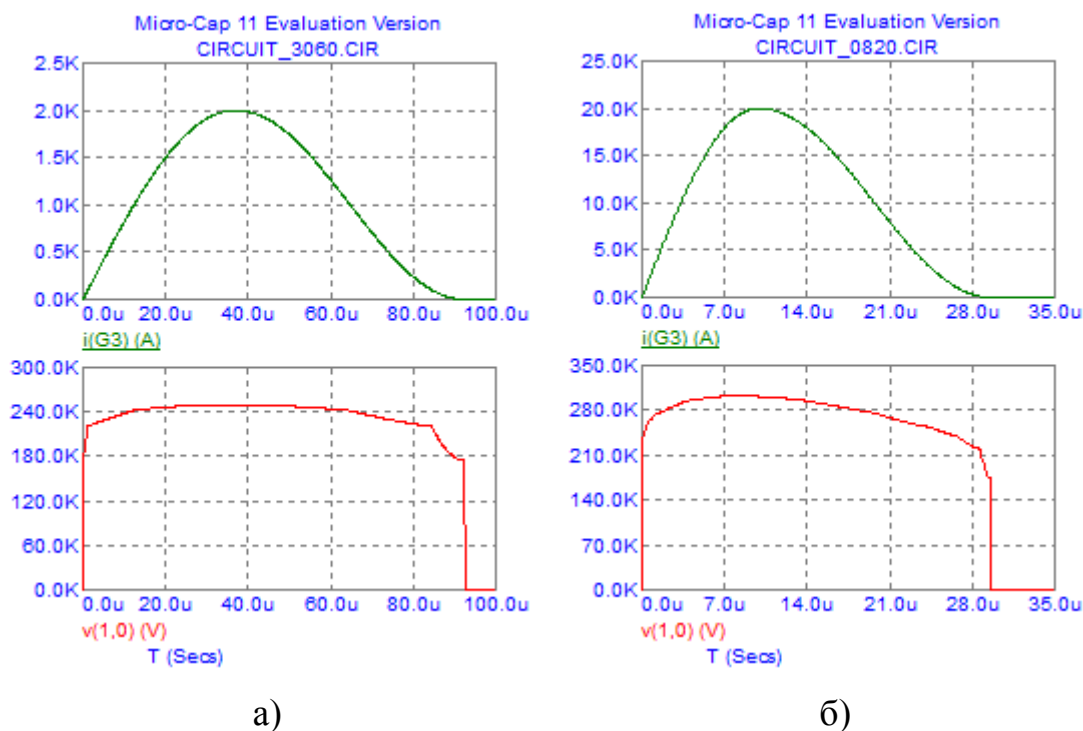 Micro-Cap 11 Evaluation Version
CIRCUIT_3060.CIR
2.5K
2.0K
1.5K
1.0K
0.5K
0.0K
0.0u 20.0u 40.0u 60.0u 80.0u 100.0u
i(G3) (A)
300.0K
240.0K
180.0K
120.0K
60.0K
0.0K
0.0u 20.0u 40.0u 60.0u 80.0u 100.0u
v(1,0) (V)
T (Secs)
а)
Micro-Cap 11 Evaluation Version
CIRCUIT_0820.CIR
25.0K
20.0K
15.0K
10.0K
5.0K
0.0K
0.0u 7.0u 14.0u 21.0u 28.0u 35.0u
i(G3) (A)
350.0K
280.0K
210.0K
140.0K
70.0K
0.0K
0.0u 7.0u 14.0u 21.0u 28.0u 35.0u
v(1,0) (V)
T (Secs)
б)